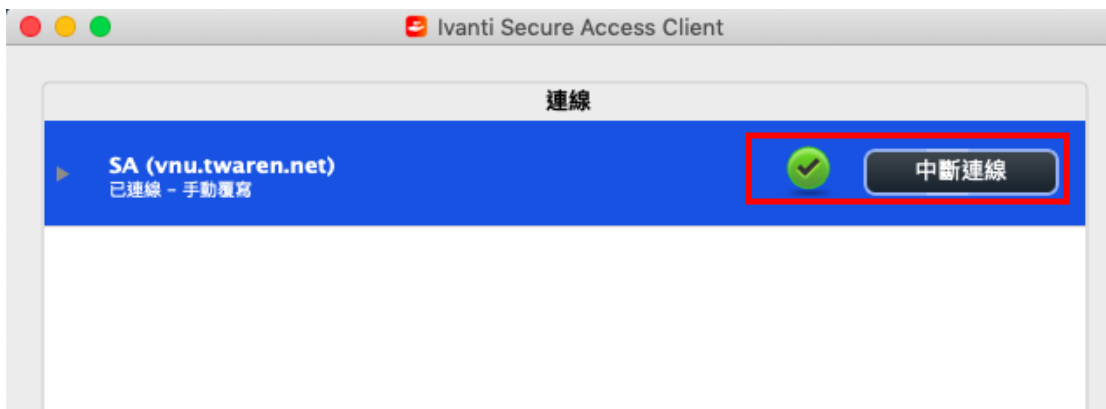 Ivanti Secure Access Client
連線
SA (vnu.twaren.net)
已連線 – 手動覆寫
中斷連線